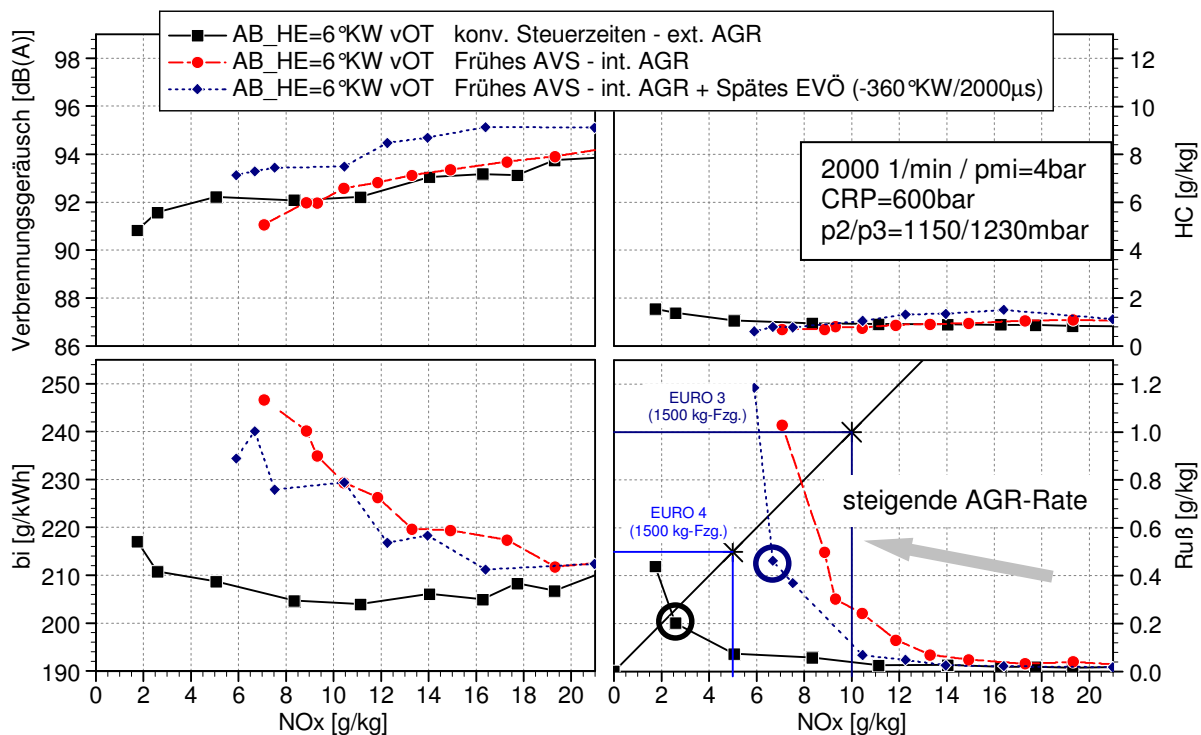 AB_HE=6°KW vOT konv. Steuerzeiten - ext. AGR
AB_HE=6°KW vOT Frühes AVS - int. AGR
AB_HE=6°KW vOT Frühes AVS - int. AGR + Spätes EVÖ (-360°KW/2000µs)
Verbrennungsgeräusch [dB(A)]
98
96
94
92
90
88
86
2000 1/min / pmi=4bar
CRP=600bar
p2/p3=1150/1230mbar
HC [g/kg]
12
10
8
6
4
2
0
bi [g/kWh]
250
240
230
220
210
200
190
0 2 4 6 8 10 12 14 16 18 20
NOx [g/kg]
EURO 3
(1500 kg-Fzg.)
EURO 4
(1500 kg-Fzg.)
steigende AGR-Rate
Ruß [g/kg]
1.2
1.0
0.8
0.6
0.4
0.2
0.0
0 2 4 6 8 10 12 14 16 18 20
NOx [g/kg]